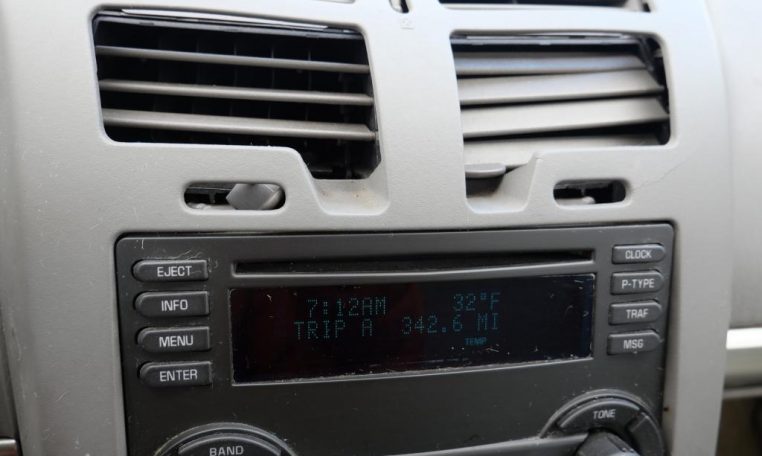 EJECT
INFO
MENU
ENTER
7:12AM 32°F
TRIP A 342.6 MI
TEMP
CLOCK
P-TYPE
TRAF
MSG
BAND
TONE